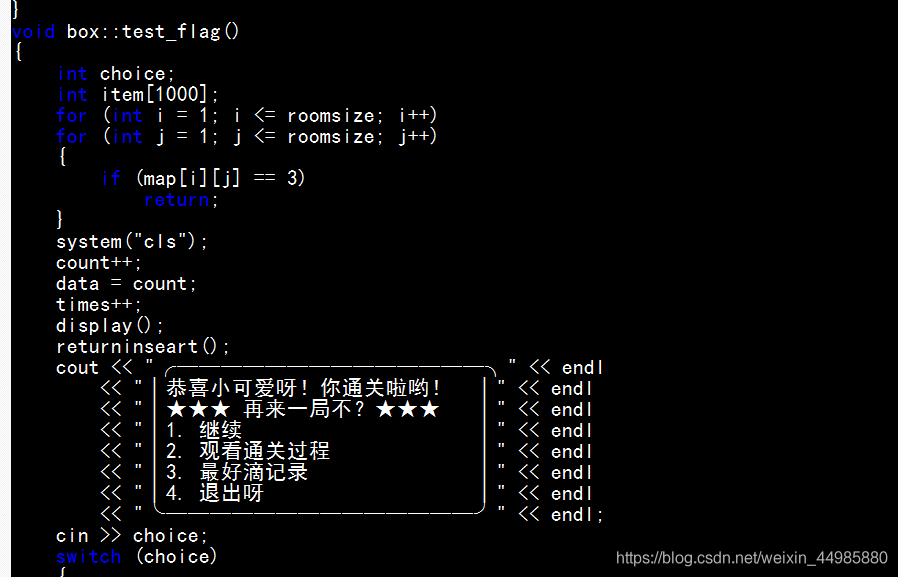 }
void box::test_flag()
{
    int choice;
    int item[1000];
    for (int i = 1; i <= roomsize; i++)
    for (int j = 1; j <= roomsize; j++)
    {
        if (map[i][j] == 3)
            return;
    }
    system("cls");
    count++;
    data = count;
    times++;
    display();
    returninseart();
    cout << " ╭———————————————————╮ " << endl
        << " | 恭喜小可爱呀! 你通关啦哟!    | " << endl
        << " | ★★★ 再来一局不? ★★★    | " << endl
        << " | 1. 继续                      | " << endl
        << " | 2. 观看通关过程              | " << endl
        << " | 3. 最好滴记录                | " << endl
        << " | 4. 退出呀                    | " << endl
        << " ╰———————————————————╯ " << endl;
    cin >> choice;
    switch (choice)
    {
https://blog.csdn.net/weixin_44985880